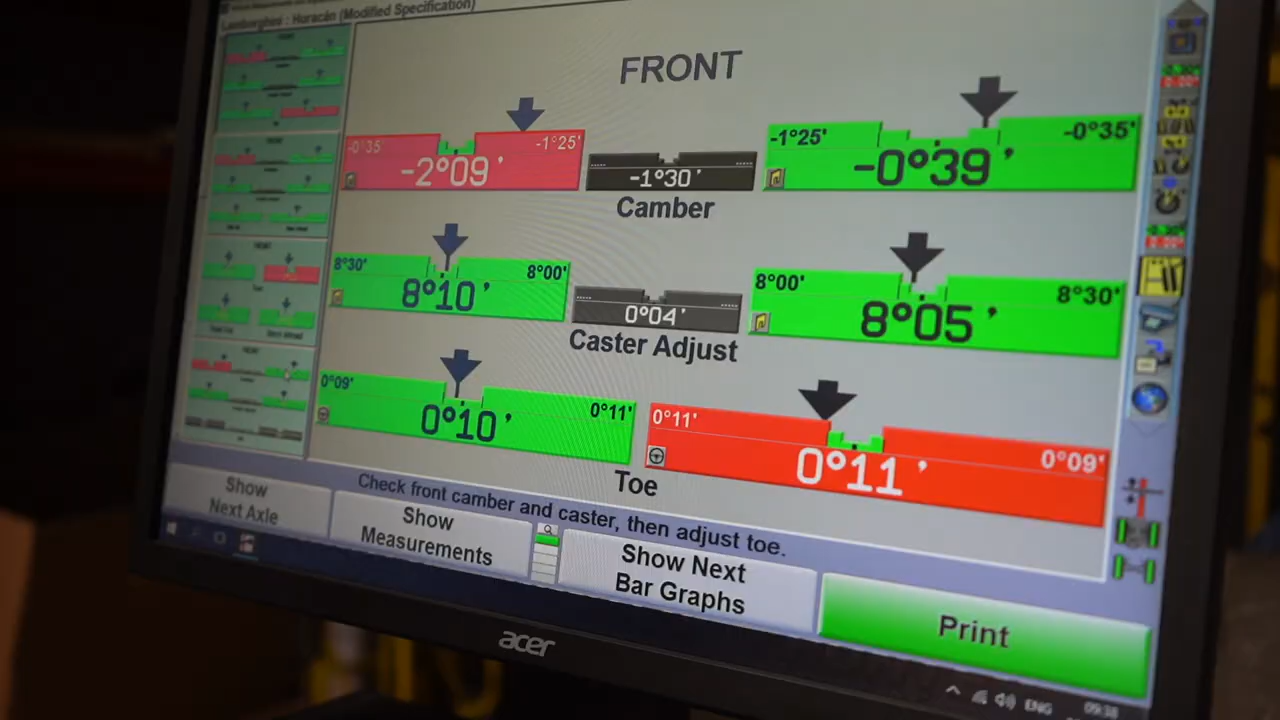 Lamborghini : Huracán (Modified Specification)
FRONT
-0°35' -1°25'
-2°09 '
-1°30 '
-1°25' -0°35'
-0°39 '
Camber
8°30' 8°00'
8°10 '
0°04'
8°00' 8°30'
8°05 '
Caster Adjust
0°09' 0°11'
0°10 '
0°11' 0°09'
0°11 '
Toe
Check front camber and caster, then adjust toe.
Show
Next Axle
Show
Measurements
Show Next
Bar Graphs
Print
ENG
09:38
acer